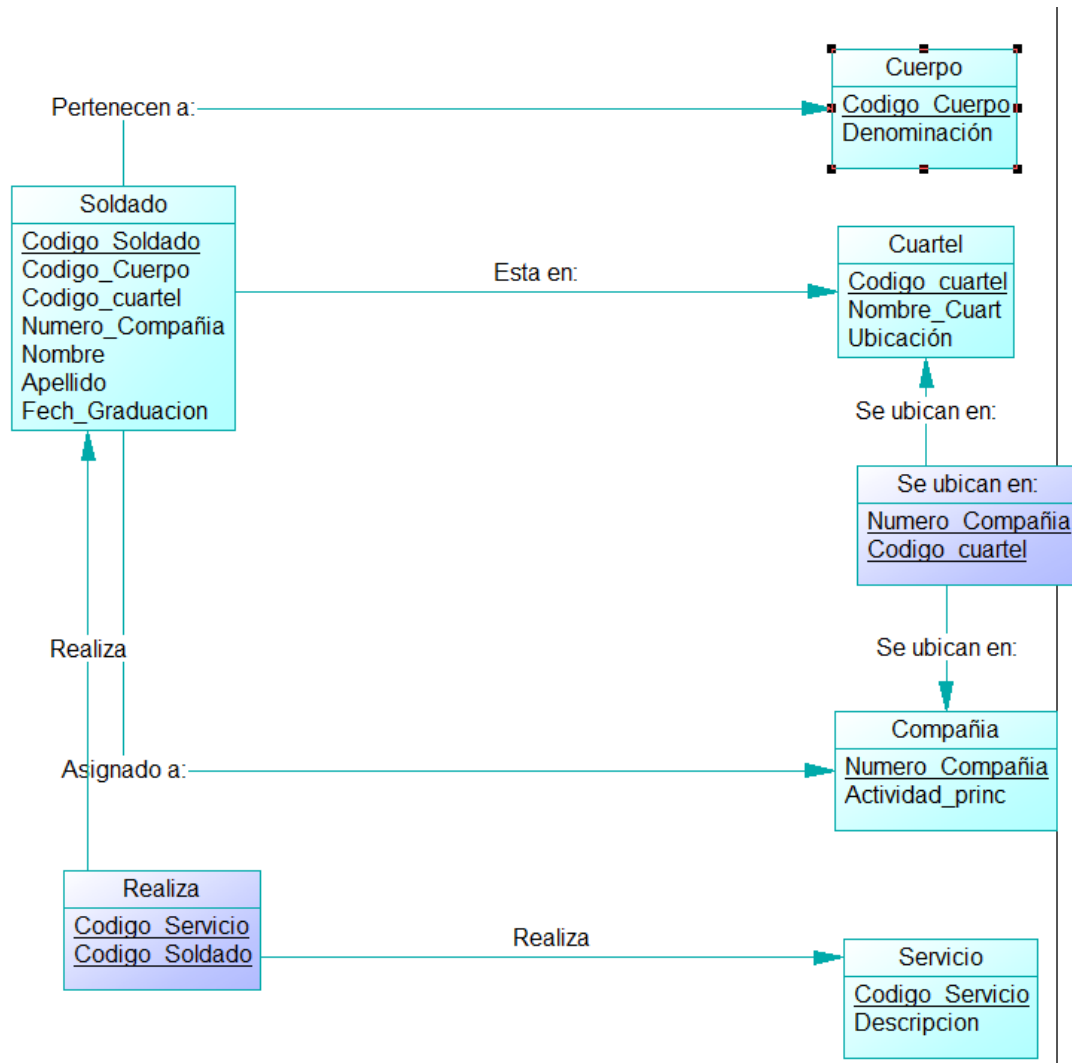 Cuerpo
Codigo_Cuerpo
Denominación
Pertenecen a:
Soldado
Codigo_Soldado
Codigo_Cuerpo
Codigo_cuartel
Numero_Compañia
Nombre
Apellido
Fech_Graduacion
Esta en:
Cuartel
Codigo_cuartel
Nombre_Cuart
Ubicación
Se ubican en:
Se ubican en:
Numero_Compañia
Codigo_cuartel
Se ubican en:
Realiza
Asignado a:
Compañia
Numero_Compañia
Actividad_princ
Realiza
Codigo_Servicio
Codigo_Soldado
Realiza
Servicio
Codigo_Servicio
Descripcion